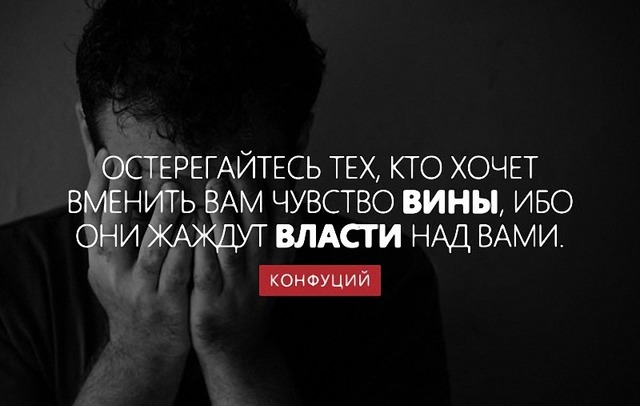 ОСТЕРЕГАЙТЕСЬ ТЕХ, КТО ХОЧЕТ
ВМЕНИТЬ ВАМ ЧУВСТВО ВИНЫ, ИБО
ОНИ ЖАЖДУТ ВЛАСТИ НАД ВАМИ.
КОНФУЦИЙ